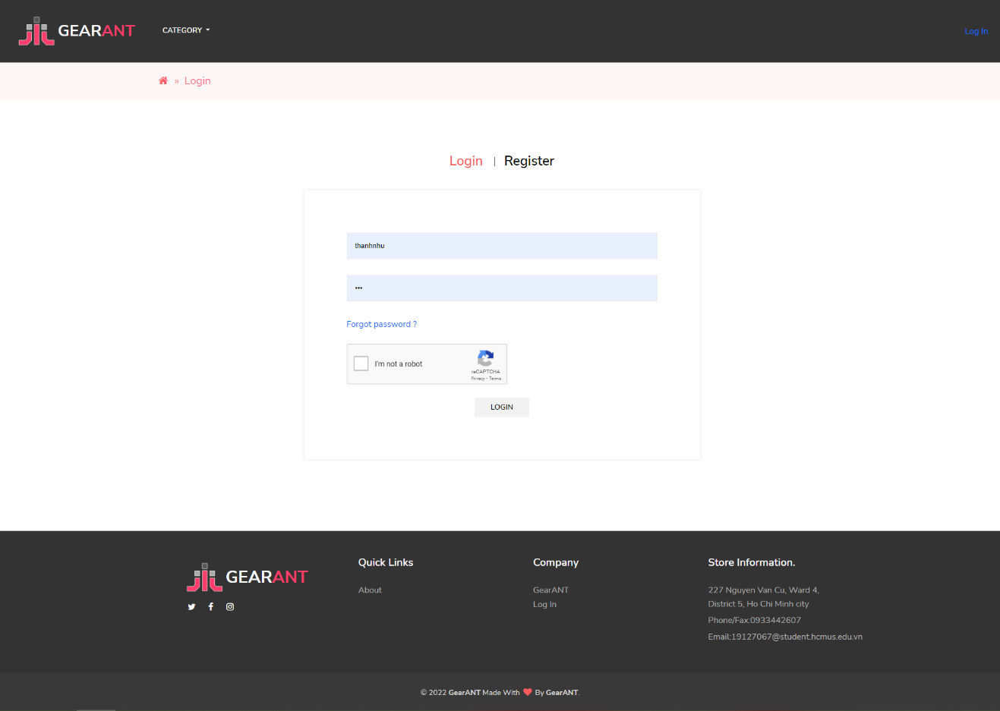 GEARANT
CATEGORY
Log In
» Login
Login | Register
thanhnhu
•••
Forgot password ?
I'm not a robot
reCAPTCHA
Privacy - Terms
LOGIN
GEARANT
Quick Links
About
Company
GearANT
Log In
Store Information.
227 Nguyen Van Cu, Ward 4,
District 5, Ho Chi Minh city
Phone/Fax:0933442607
Email:19127067@student.hcmus.edu.vn
© 2022 GearANT Made With ❤ By GearANT.